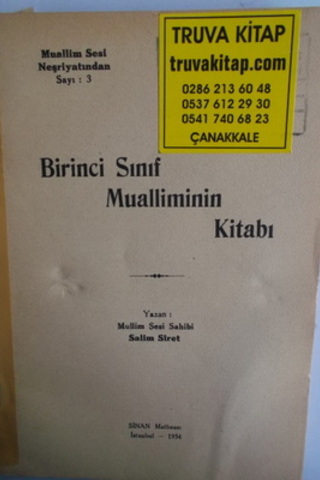 Muallim Sesi
Neşriyatından
Sayı : 3
TRUVA KİTAP
truvakitap.com
0286 213 60 48
0537 612 29 30
0541 740 68 23
ÇANAKKALE
Birinci Sınıf
Mualliminin
Kitabı
Yazan :
Mullim Sesi Sahibi
Salim Siret
SİNAN Matbaası
İstanbul — 1934